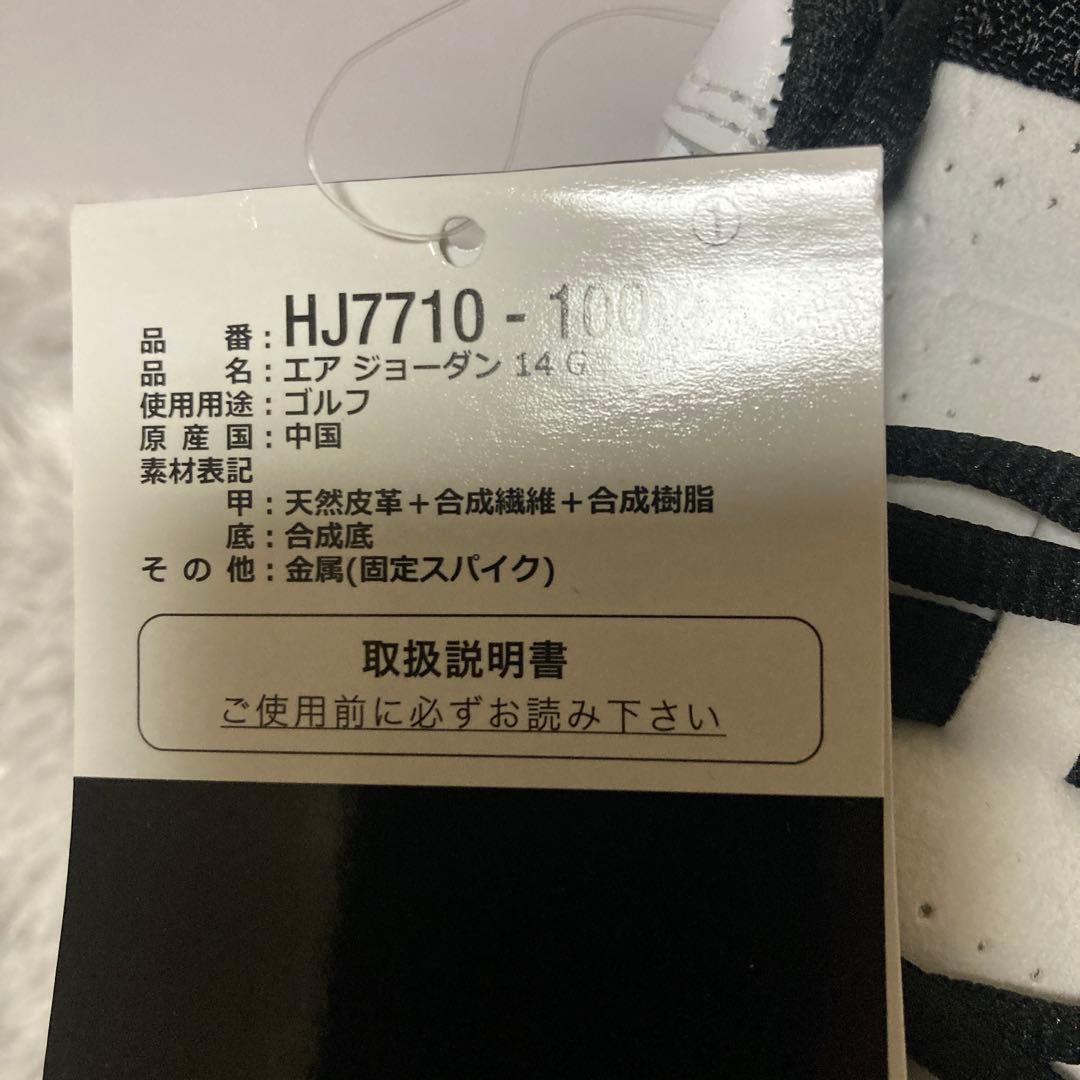 ①
品番：HJ7710 - 100
品名：エア ジョーダン 14 G
使用用途：ゴルフ
原産国：中国
素材表記
甲：天然皮革＋合成繊維＋合成樹脂
底：合成底
その他：金属(固定スパイク)
取扱説明書
ご使用前に必ずお読み下さい